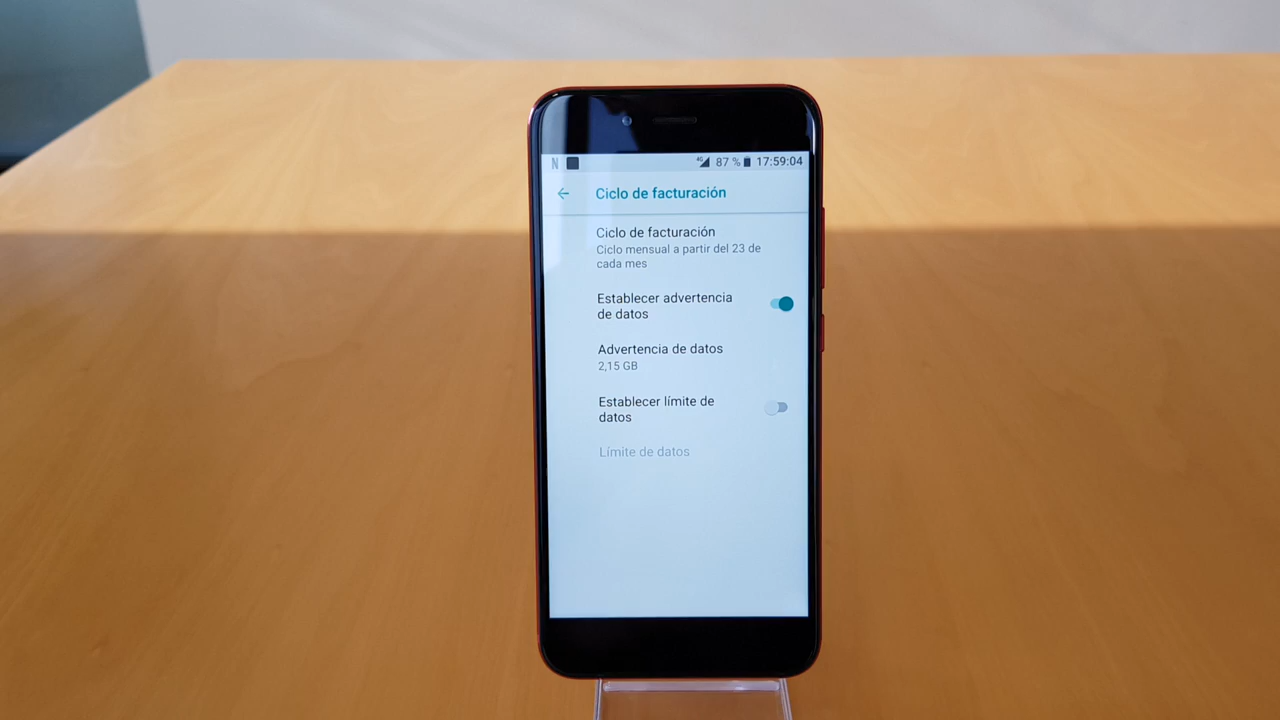 N 4G 87 % 17:59:04
Ciclo de facturación
Ciclo de facturación
Ciclo mensual a partir del 23 de
cada mes
Establecer advertencia
de datos
Advertencia de datos
2,15 GB
Establecer límite de
datos
Límite de datos